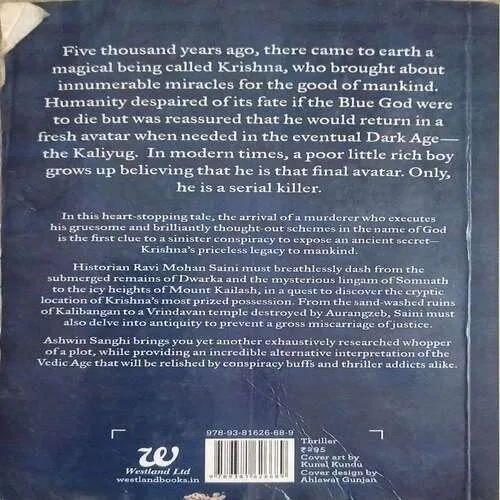 Five thousand years ago, there came to earth a
magical being called Krishna, who brought about
innumerable miracles for the good of mankind.
Humanity despaired of its fate if the Blue God were
to die but was reassured that he would return in a
fresh avatar when needed in the eventual Dark Age—
the Kaliyug. In modern times, a poor little rich boy
grows up believing that he is that final avatar. Only,
he is a serial killer.
In this heart-stopping tale, the arrival of a murderer who executes
his gruesome and brilliantly thought-out schemes in the name of God
is the first clue to a sinister conspiracy to expose an ancient secret—
Krishna's priceless legacy to mankind.
Historian Ravi Mohan Saini must breathlessly dash from the
submerged remains of Dwarka and the mysterious lingam of Somnath
to the icy heights of Mount Kailash, in a quest to discover the cryptic
location of Krishna's most prized possession. From the sand-washed ruins
of Kalibangan to a Vrindavan temple destroyed by Aurangzeb, Saini must
also delve into antiquity to prevent a gross miscarriage of justice.
Ashwin Sanghi brings you yet another exhaustively researched whopper
of a plot, while providing an incredible alternative interpretation of the
Vedic Age that will be relished by conspiracy buffs and thriller addicts alike.
978-93-81626-68-9
W
Westland Ltd
westlandbooks.in
9789381626689
Thriller
₹295
Cover art by
Kunal Kundu
Cover design by
Ahlawat Gunjan